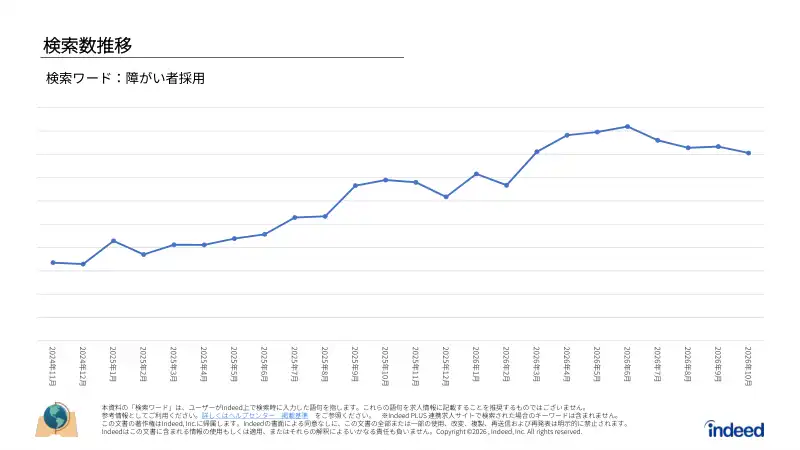 検索数推移
検索ワード：障がい者採用
2024年11月
2024年12月
2025年1月
2025年2月
2025年3月
2025年4月
2025年5月
2025年6月
2025年7月
2025年8月
2025年9月
2025年10月
2025年11月
2025年12月
2026年1月
2026年2月
2026年3月
2026年4月
2026年5月
2026年6月
2026年7月
2026年8月
2026年9月
2026年10月
本資料の「検索ワード」は、ユーザーがIndeed上で検索時に入力した語句を指します。これらの語句を求人情報に記載することを推奨するものではございません。
参考情報としてご利用ください。詳しくはヘルプセンター　掲載基準　をご参照ください。　※Indeed PLUS 連携求人サイトで検索された場合のキーワードは含まれません。
この文書の著作権はIndeed, Inc.に帰属します。Indeedの書面による同意なしに、この文書の全部または一部の使用、改変、複製、再送信および再発表は明示的に禁止されます。
Indeedはこの文書に含まれる情報の使用もしくは適用、またはそれらの解釈によるいかなる責任も負いません。Copyright ©2026 , Indeed, Inc. All rights reserved.
indeed